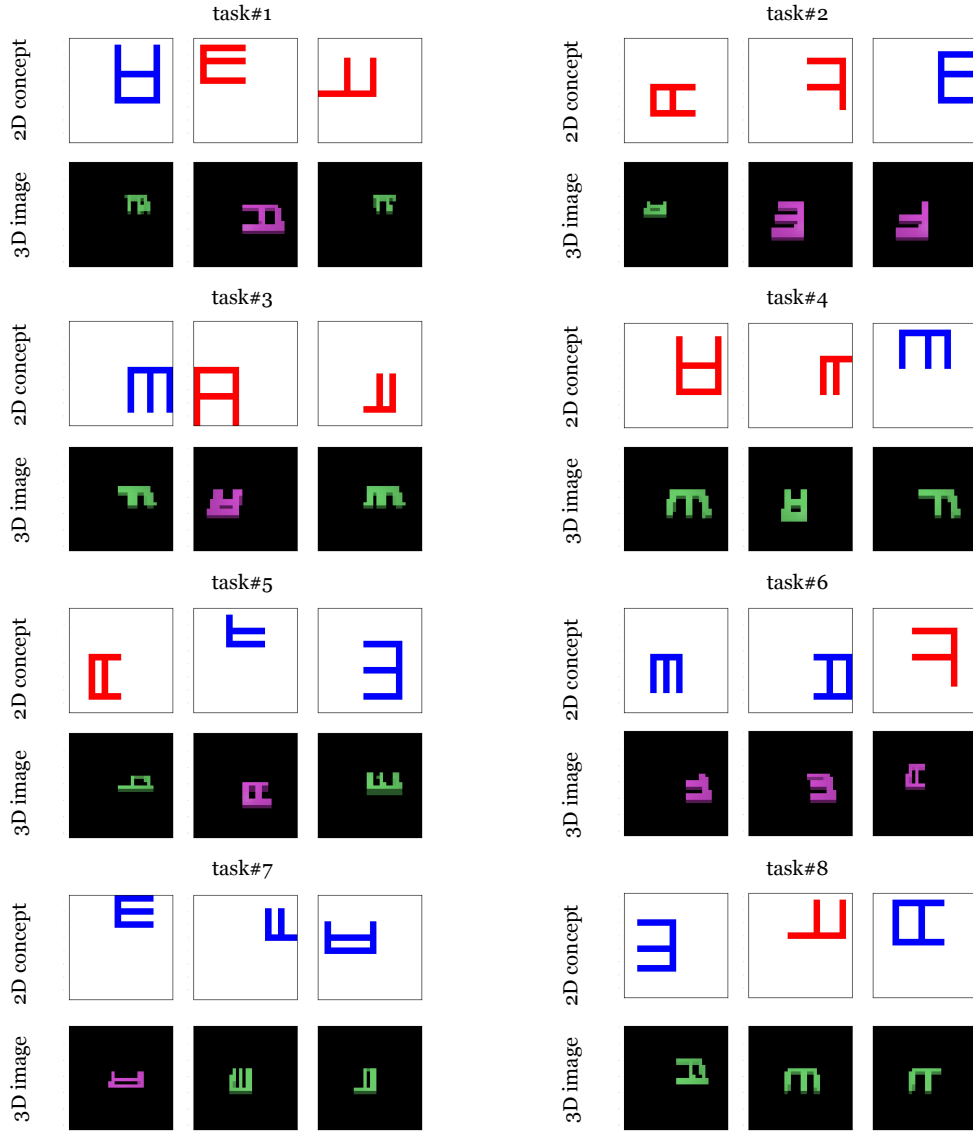 task#1
task#2
2D concept
2D concept
3D image
3D image
task#3
task#4
2D concept
2D concept
3D image
3D image
task#5
task#6
2D concept
2D concept
3D image
3D image
task#7
task#8
2D concept
2D concept
3D image
3D image